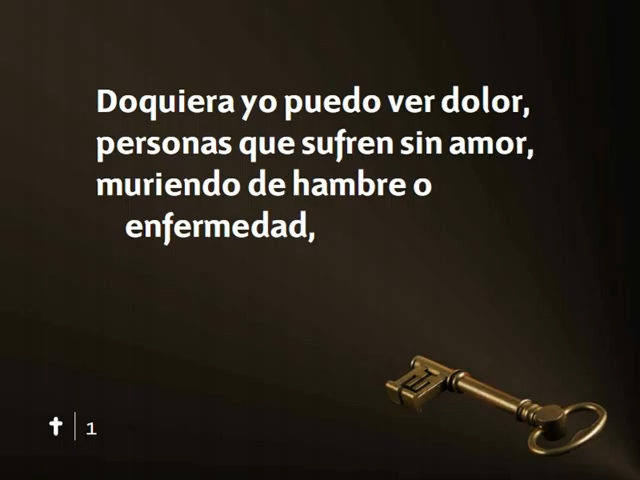 Doquiera yo puedo ver dolor,
personas que sufren sin amor,
muriendo de hambre o
enfermedad,
1